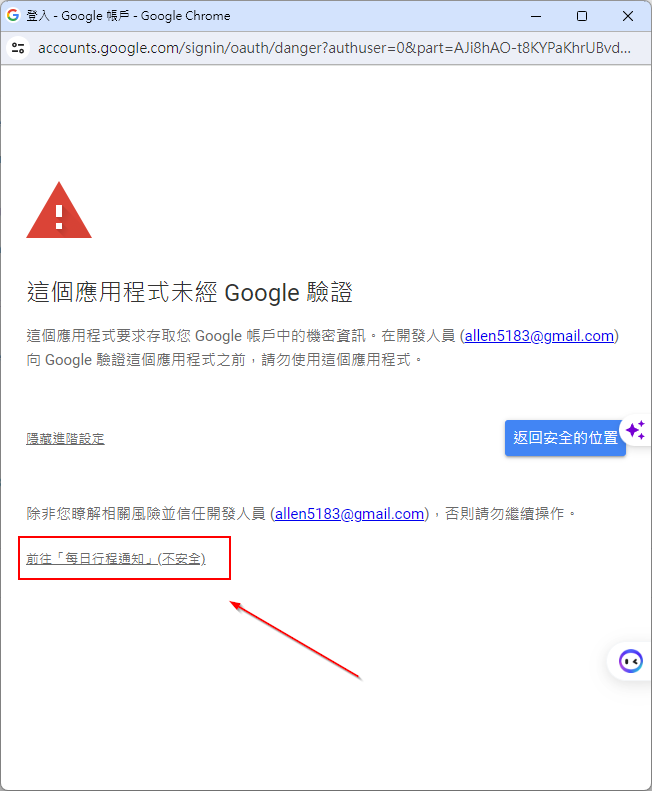 登入 - Google 帳戶 - Google Chrome
accounts.google.com/signin/oauth/danger?authuser=0&part=AJi8hAO-t8KYPaKhrUBvd...
這個應用程式未經 Google 驗證
這個應用程式要求存取您 Google 帳戶中的機密資訊。在開發人員 (allen5183@gmail.com)
向 Google 驗證這個應用程式之前，請勿使用這個應用程式。
隱藏進階設定
返回安全的位置
除非您瞭解相關風險並信任開發人員 (allen5183@gmail.com)，否則請勿繼續操作。
前往「每日行程通知」(不安全)